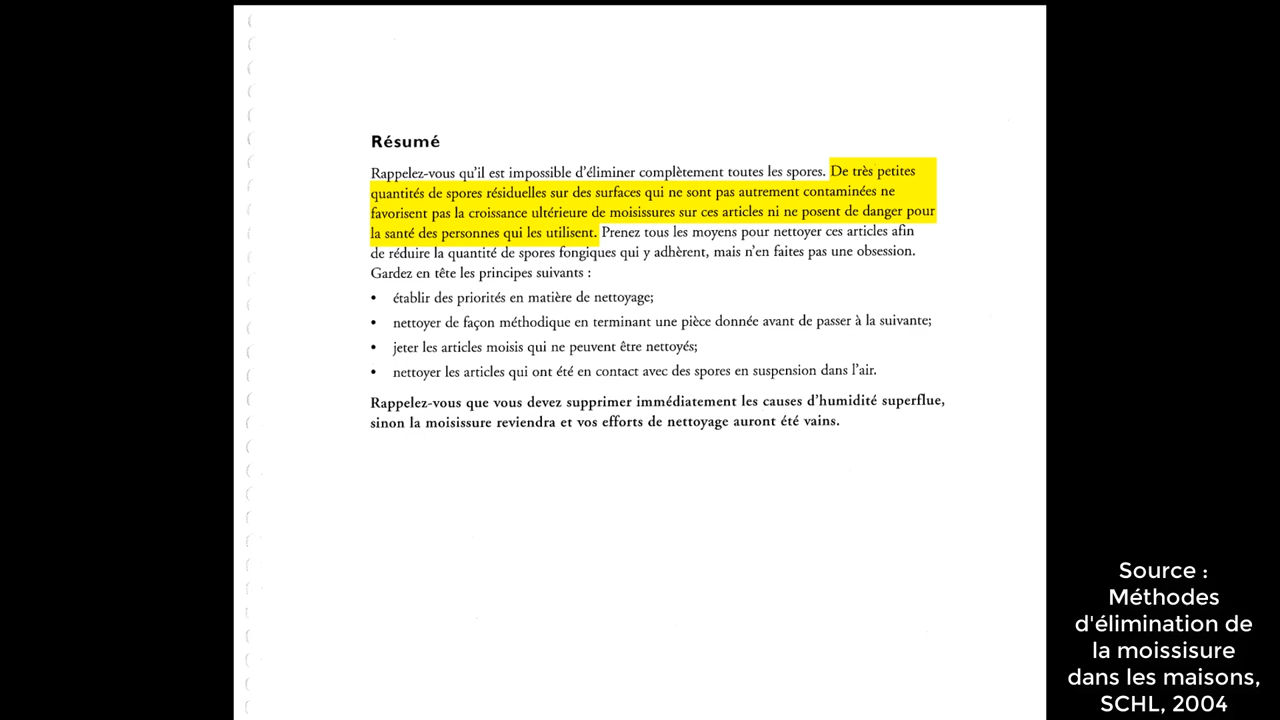 Résumé
Rappelez-vous qu'il est impossible d'éliminer complètement toutes les spores. De très petites
quantités de spores résiduelles sur des surfaces qui ne sont pas autrement contaminées ne
favorisent pas la croissance ultérieure de moisissures sur ces articles ni ne posent de danger pour
la santé des personnes qui les utilisent. Prenez tous les moyens pour nettoyer ces articles afin
de réduire la quantité de spores fongiques qui y adhèrent, mais n'en faites pas une obsession.
Gardez en tête les principes suivants :
• établir des priorités en matière de nettoyage;
• nettoyer de façon méthodique en terminant une pièce donnée avant de passer à la suivante;
• jeter les articles moisis qui ne peuvent être nettoyés;
• nettoyer les articles qui ont été en contact avec des spores en suspension dans l'air.
Rappelez-vous que vous devez supprimer immédiatement les causes d'humidité superflue,
sinon la moisissure reviendra et vos efforts de nettoyage auront été vains.
Source :
Méthodes
d'élimination de
la moissisure
dans les maisons,
SCHL, 2004